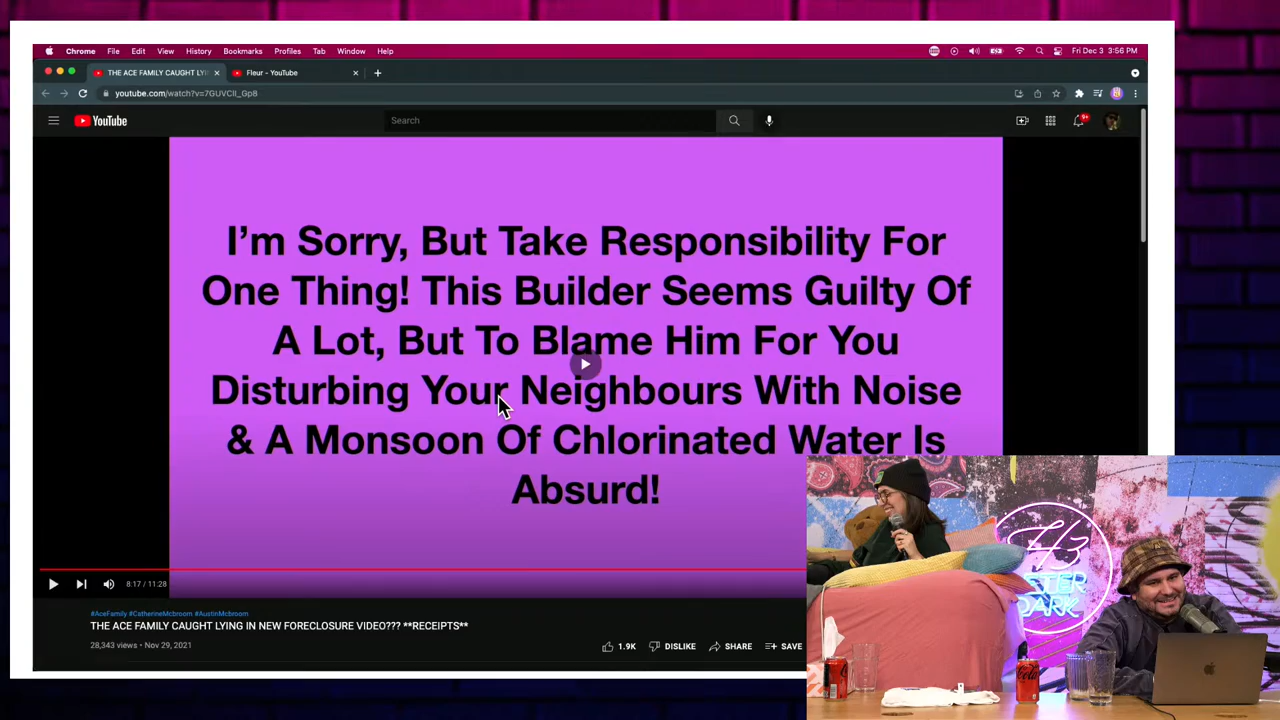 Chrome File Edit View History Bookmarks Profiles Tab Window Help
Fri Dec 3 3:56 PM
THE ACE FAMILY CAUGHT LYI
Fleur - YouTube
youtube.com/watch?v=7GUVCIl_Gp8
YouTube
Search
9+
I'm Sorry, But Take Responsibility For
One Thing! This Builder Seems Guilty Of
A Lot, But To Blame Him For You
Disturbing Your Neighbours With Noise
& A Monsoon Of Chlorinated Water Is
Absurd!
8:17 / 11:28
#AceFamily #CatherineMcbroom #AustinMcbroom
THE ACE FAMILY CAUGHT LYING IN NEW FORECLOSURE VIDEO??? **RECEIPTS**
28,343 views • Nov 29, 2021
1.9K DISLIKE SHARE SAVE
H3
DARK